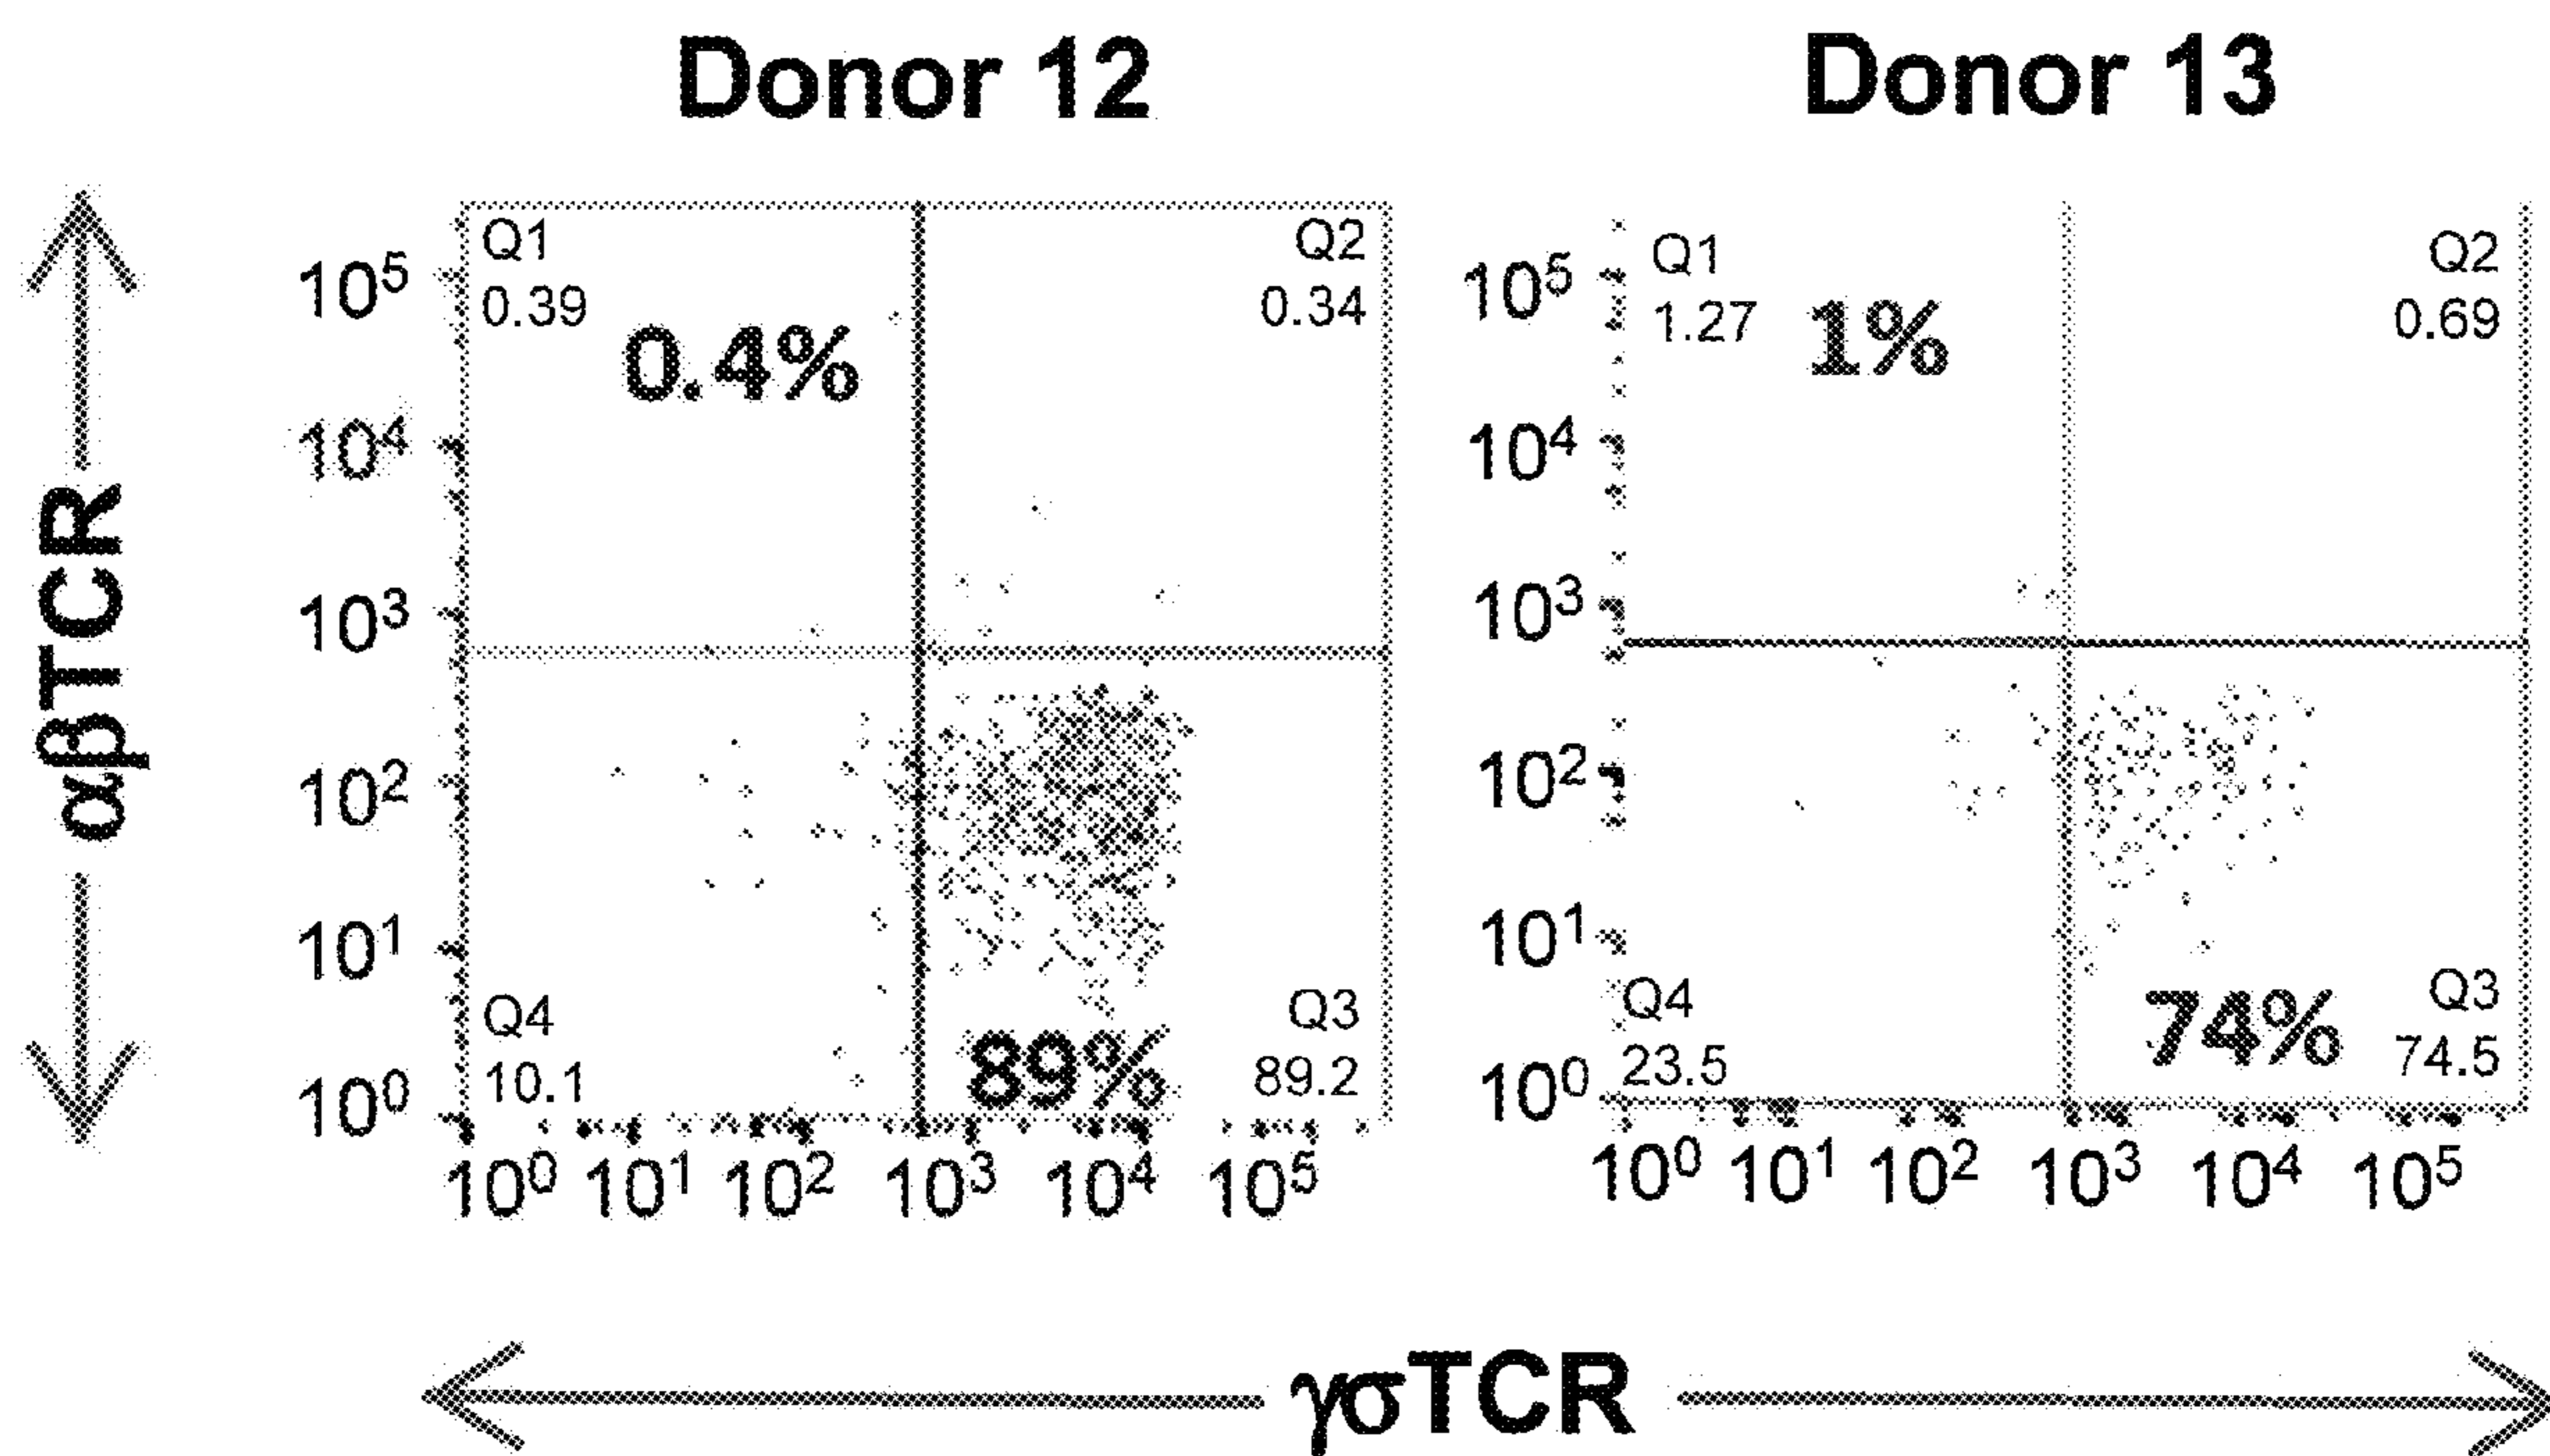 Donor 12
Donor 13
Q1
0.39
0.4%
Q2
0.34
10⁵
10⁴
10³
10²
10¹
10⁰
Q4
10.1
89%
Q3
89.2
10⁰ 10¹ 10² 10³ 10⁴ 10⁵
Q1
1.27
1%
Q2
0.69
10⁵
10⁴
10³
10²
10¹
10⁰
Q4
23.5
74%
Q3
74.5
10⁰ 10¹ 10² 10³ 10⁴ 10⁵
αβTCR
γσTCR